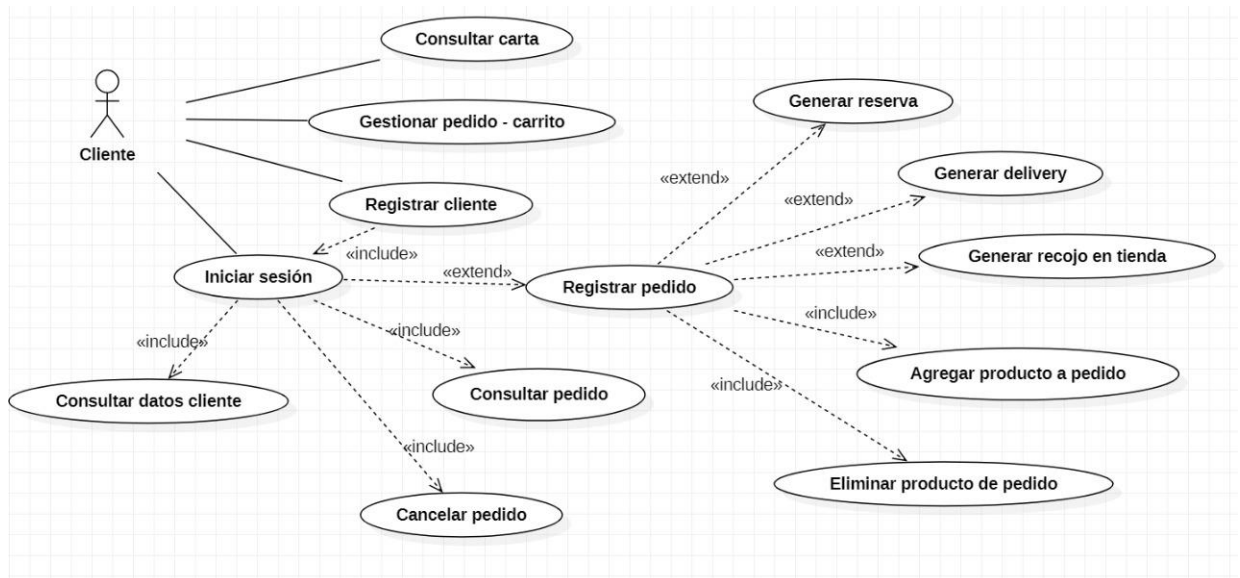 Consultar carta
Generar reserva
Gestionar pedido - carrito
Cliente
«extend»
Generar delivery
«extend»
Registrar cliente
«include»
«extend»
Generar recojo en tienda
Iniciar sesión
«extend»
Registrar pedido
«include»
«include»
«include»
Agregar producto a pedido
«include»
Consultar datos cliente
Consultar pedido
«include»
Eliminar producto de pedido
Cancelar pedido